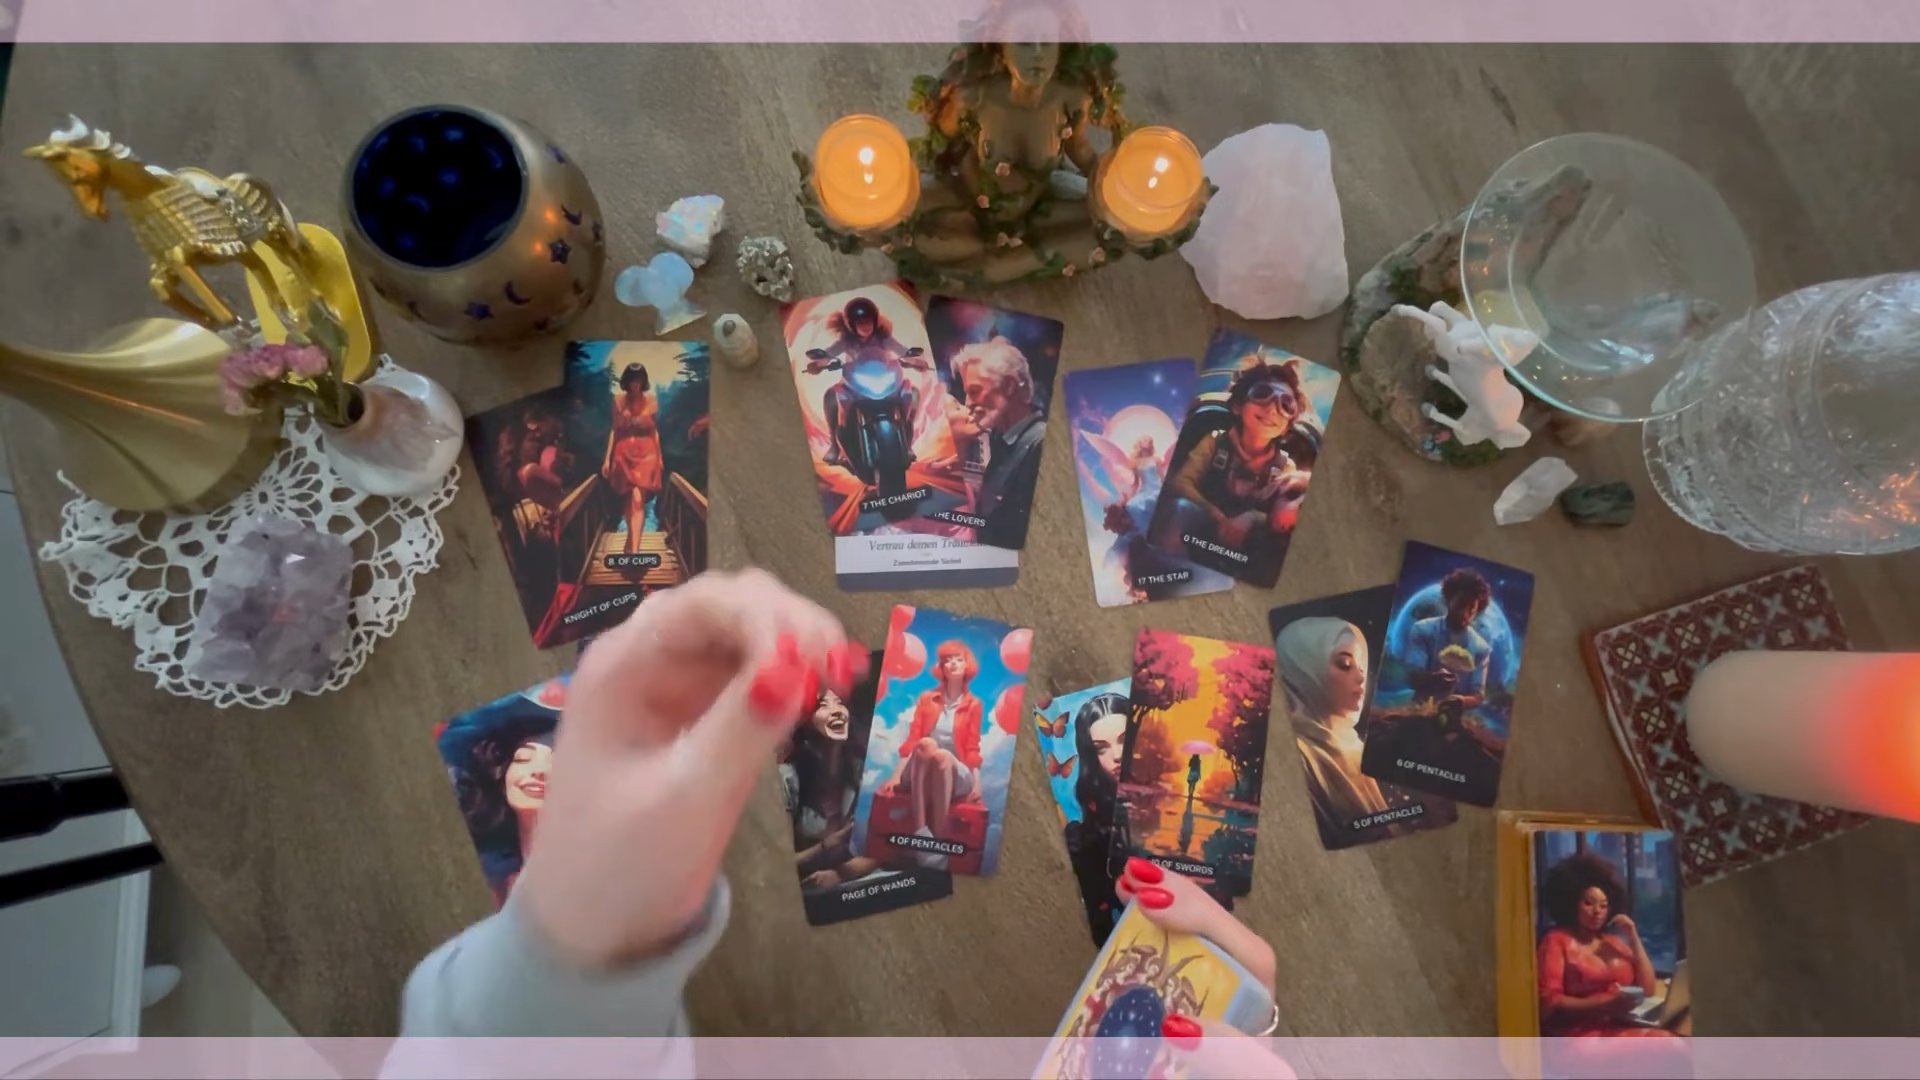 8 OF CUPS
KNIGHT OF CUPS
7 THE CHARIOT
THE LOVERS
Vertrau deinen
17 THE STAR
0 THE DREAMER
4 OF PENTACLES
PAGE OF WANDS
10 OF SWORDS
5 OF PENTACLES
6 OF PENTACLES